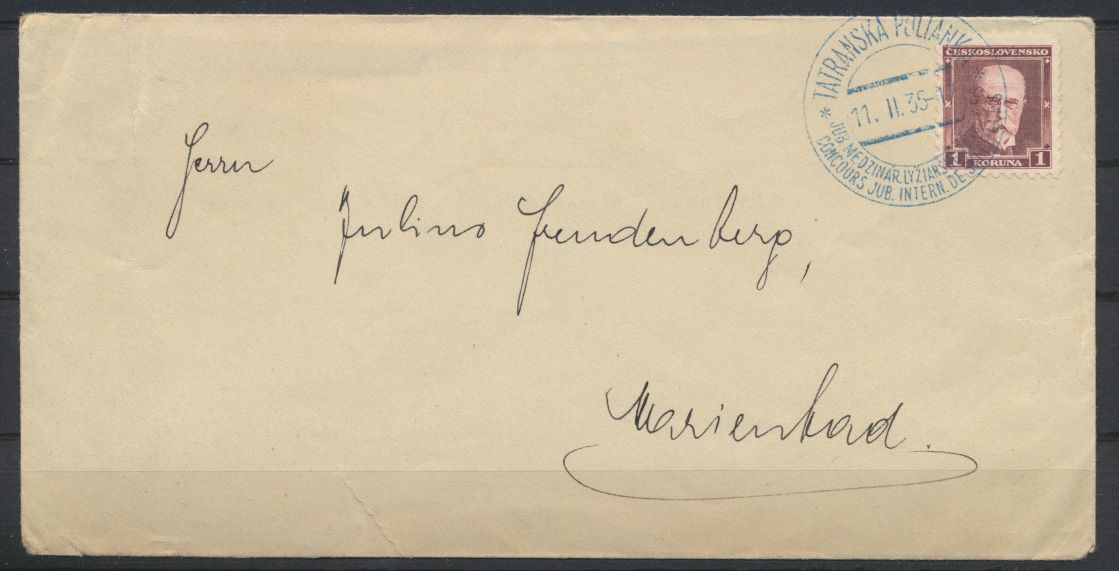 TATRANSKÁ POLIANK
11. II. 35-
JUB. MEDZINÁR. LYŽIARS
CONCOURS JUB. INTERN. DE
ČESKOSLOVENSKO
1 KORUNA 1
Herrn
Julius Freudenberg,
Marienbad.